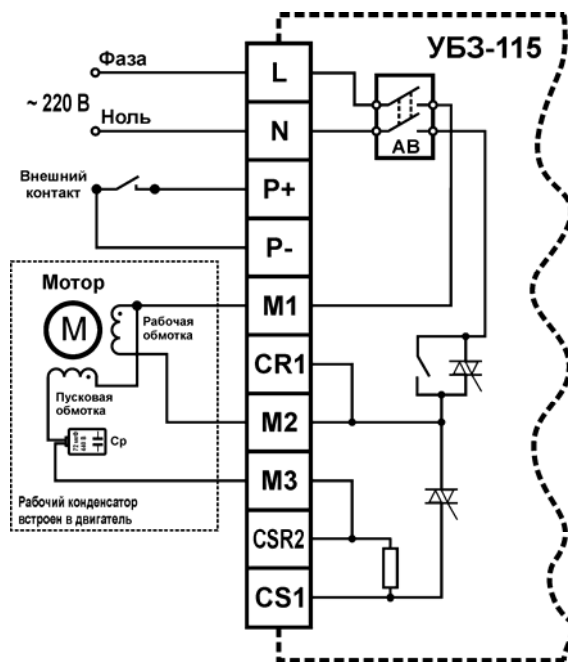 УБЗ-115
Фаза
~ 220 В
Ноль
Внешний
контакт
L
N
P+
P-
M1
CR1
M2
M3
CSR2
CS1
АВ
Мотор
М
Рабочая
обмотка
Пусковая
обмотка
Ср
Рабочий конденсатор
встроен в двигатель